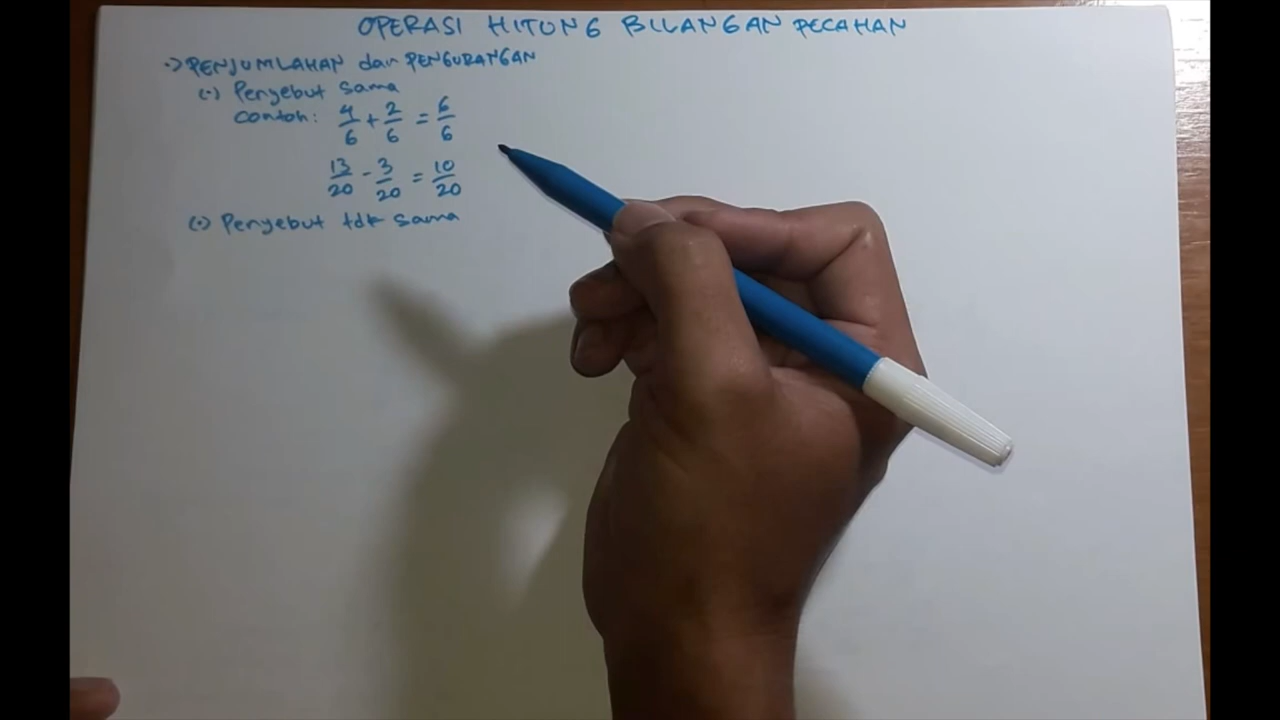 OPERASI HITUNG BILANGAN PECAHAN
·) PENJUMLAHAN dan PENGURANGAN
(·) Penyebut sama
contoh: 4/6 + 2/6 = 6/6
13/20 - 3/20 = 10/20
(·) Penyebut tdk sama